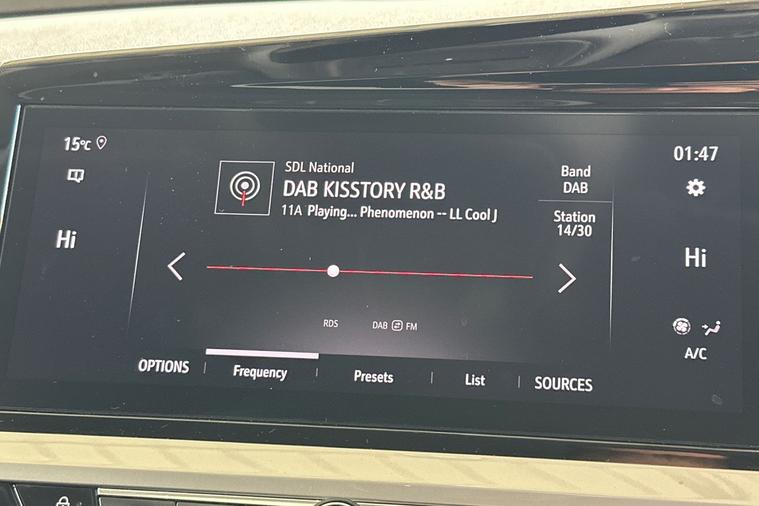 15°C
Hi
SDL National
DAB KISSTORY R&B
11A Playing... Phenomenon -- LL Cool J
Band
DAB
Station
14/30
01:47
Hi
A/C
RDS
DAB FM
OPTIONS
Frequency
Presets
List
SOURCES